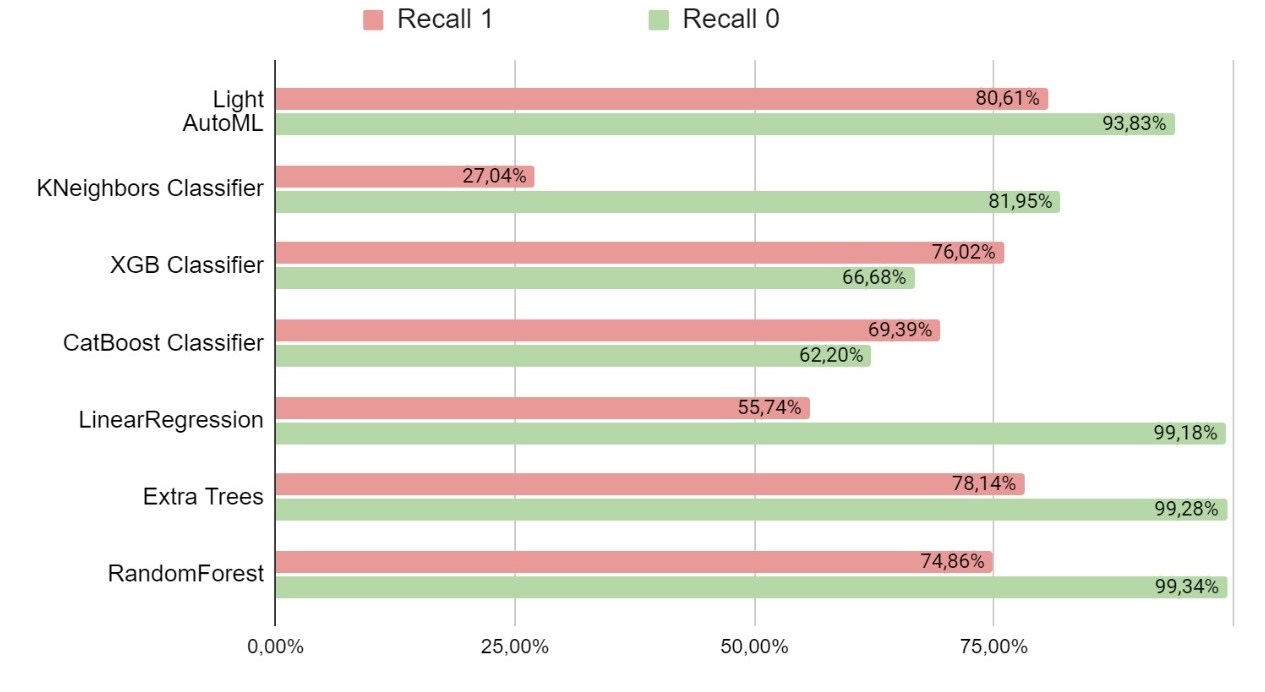 Recall 1
Recall 0
Light
AutoML
80,61%
93,83%
KNeighbors Classifier
27,04%
81,95%
XGB Classifier
76,02%
66,68%
CatBoost Classifier
69,39%
62,20%
LinearRegression
55,74%
99,18%
Extra Trees
78,14%
99,28%
RandomForest
74,86%
99,34%
0,00%
25,00%
50,00%
75,00%